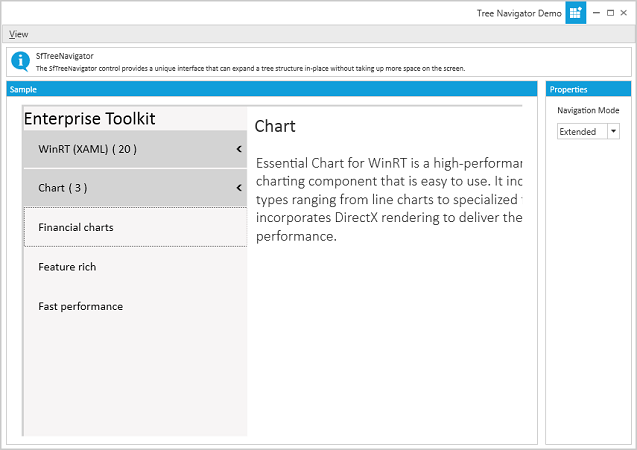 Tree Navigator Demo
View
SfTreeNavigator
The SfTreeNavigator control provides a unique interface that can expand a tree structure in-place without taking up more space on the screen.
Sample
Properties
Enterprise Toolkit
WinRT (XAML) ( 20 )
Chart ( 3 )
Financial charts
Feature rich
Fast performance
Chart
Essential Chart for WinRT is a high-performan
charting component that is easy to use. It inc
types ranging from line charts to specialized
incorporates DirectX rendering to deliver the
performance.
Navigation Mode
Extended